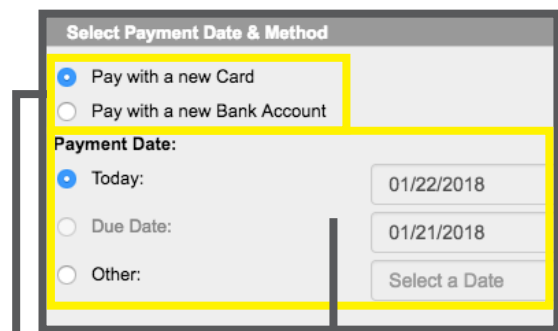 Select Payment Date & Method
Pay with a new Card
Pay with a new Bank Account
Payment Date:
Today: 01/22/2018
Due Date: 01/21/2018
Other: Select a Date